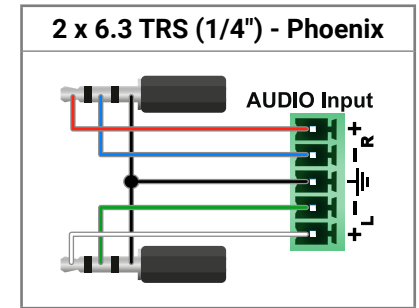 2 x 6.3 TRS (1/4") - Phoenix
AUDIO Input
+
R
–
–
L
+